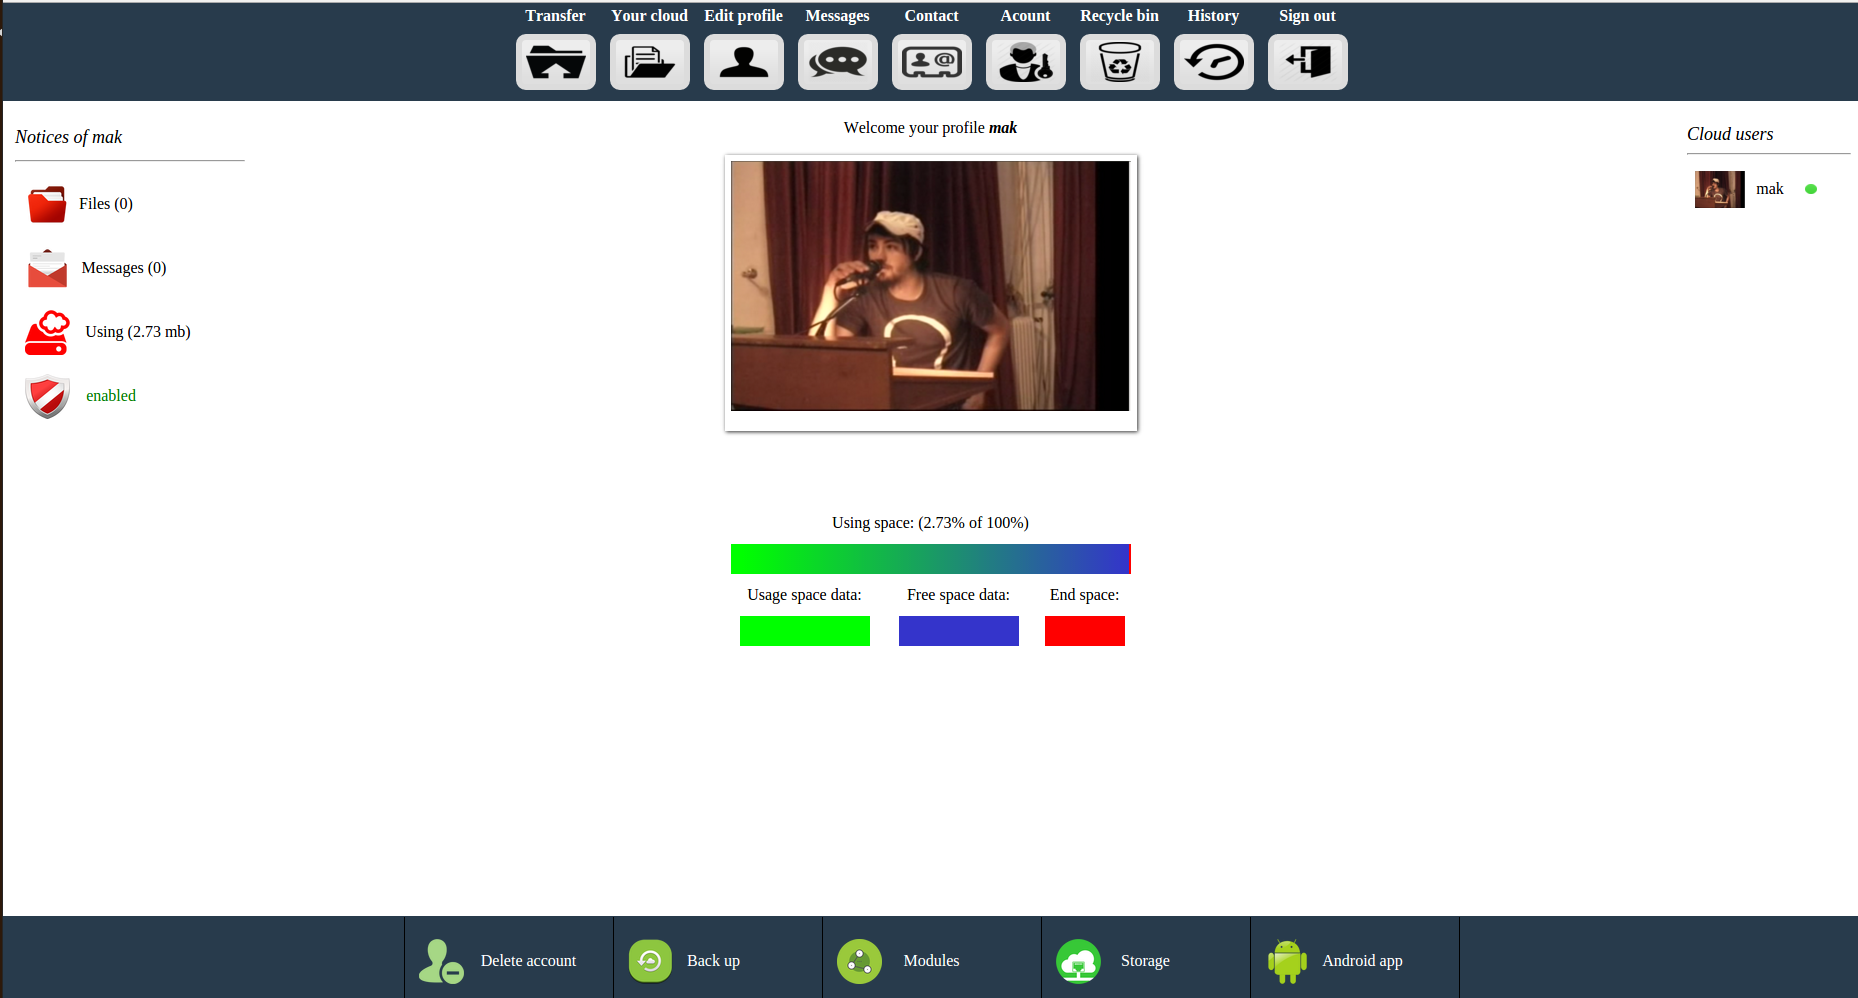 Transfer Your cloud Edit profile Messages Contact Acount Recycle bin History Sign out
Notices of mak
Files (0)
Messages (0)
Using (2.73 mb)
enabled
Welcome your profile mak
Using space: (2.73% of 100%)
Usage space data: Free space data: End space:
Cloud users
mak
Delete account Back up Modules Storage Android app